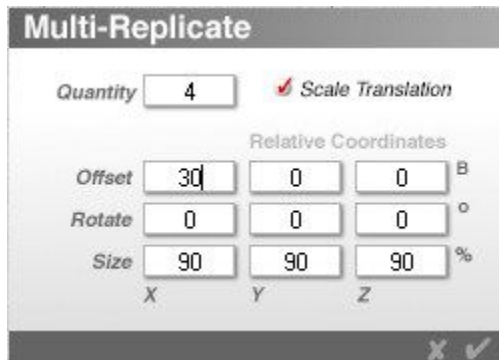 Multi-Replicate
Quantity 4 Scale Translation
Relative Coordinates
Offset 30 0 0 B
Rotate 0 0 0 o
Size 90 90 90 %
X Y Z